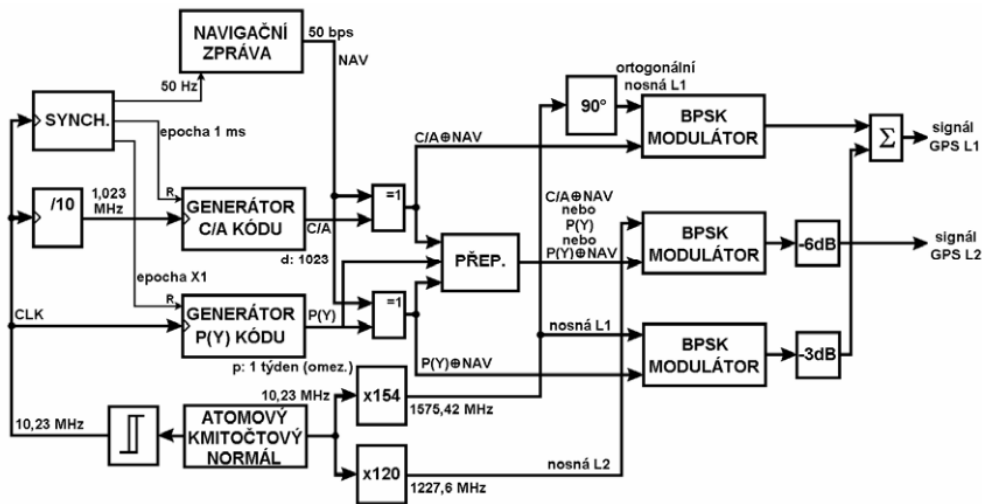 NAVIGAČNÍ
ZPRÁVA
50 bps
NAV
50 Hz
SYNCH.
epocha 1 ms
ortogonální
nosná L1
90°
BPSK
MODULÁTOR
Σ
signál
GPS L1
C/A⊕NAV
/10
1,023
MHz
R
GENERÁTOR
C/A KÓDU
C/A
d: 1023
=1
C/A⊕NAV
nebo
P(Y)
nebo
P(Y)⊕NAV
PŘEP.
BPSK
MODULÁTOR
-6dB
signál
GPS L2
epocha X1
CLK
R
GENERÁTOR
P(Y) KÓDU
P(Y)
p: 1 týden (omez.)
=1
nosná L1
P(Y)⊕NAV
BPSK
MODULÁTOR
-3dB
10,23 MHz
ATOMOVÝ
KMITOČTOVÝ
NORMÁL
10,23 MHz
x154
1575,42 MHz
x120
1227,6 MHz
nosná L2